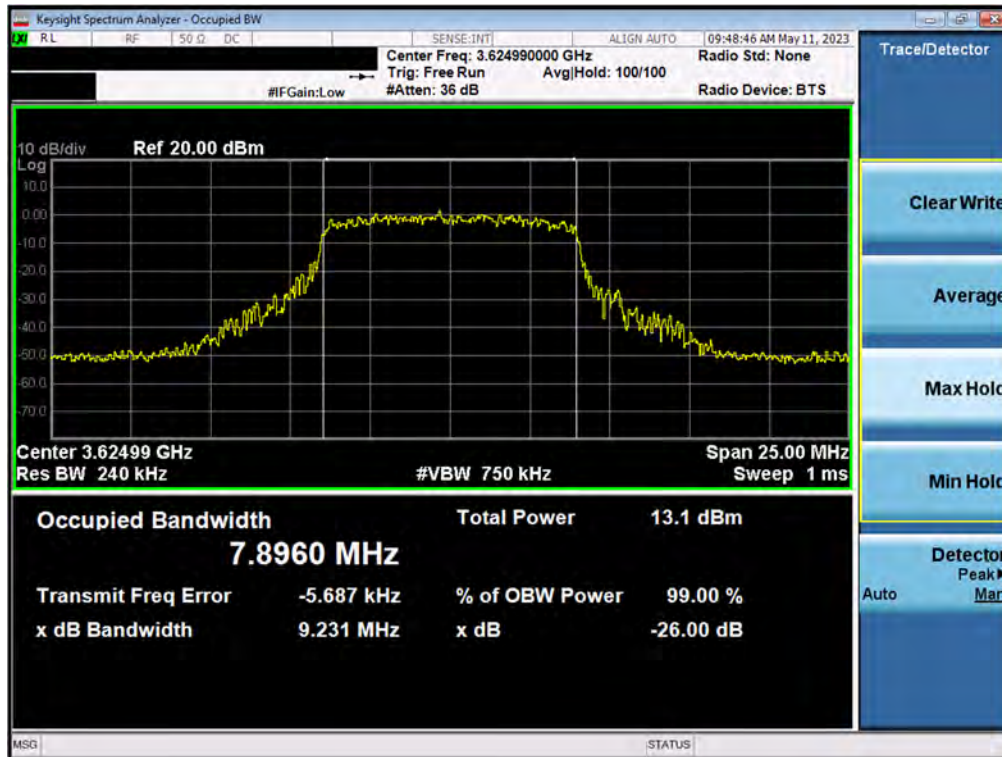 Keysight Spectrum Analyzer - Occupied BW
LXI RL RF 50 Ω DC SENSE:INT ALIGN AUTO 09:48:46 AM May 11, 2023
Center Freq: 3.624990000 GHz Radio Std: None
Trig: Free Run Avg|Hold: 100/100
#IFGain:Low #Atten: 36 dB Radio Device: BTS
Trace/Detector
10 dB/div Ref 20.00 dBm
Log
10.0
0.00
-10.0
-20.0
-30.0
-40.0
-50.0
-60.0
-70.0
Clear Write
Average
Max Hold
Min Hold
Center 3.62499 GHz Span 25.00 MHz
Res BW 240 kHz #VBW 750 kHz Sweep 1 ms
Occupied Bandwidth Total Power 13.1 dBm
7.8960 MHz
Transmit Freq Error -5.687 kHz % of OBW Power 99.00 %
x dB Bandwidth 9.231 MHz x dB -26.00 dB
Detector
Peak
Auto Man
MSG STATUS